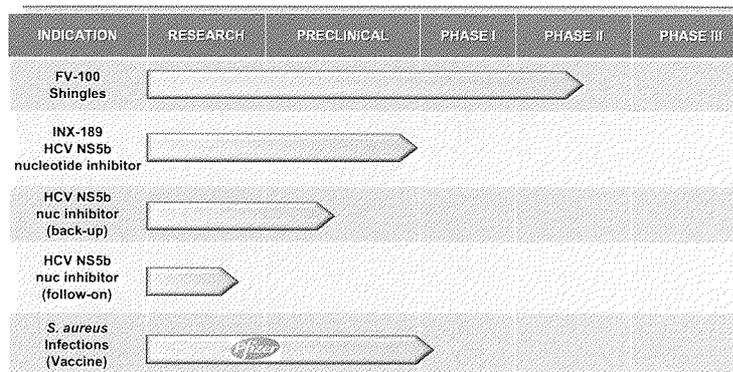 INDICATION RESEARCH PRECLINICAL PHASE I PHASE II PHASE III
FV-100
Shingles
INX-189
HCV NS5b
nucleotide inhibitor
HCV NS5b
nuc inhibitor
(back-up)
HCV NS5b
nuc inhibitor
(follow-on)
S. aureus
Infections
(Vaccine)
Pfizer